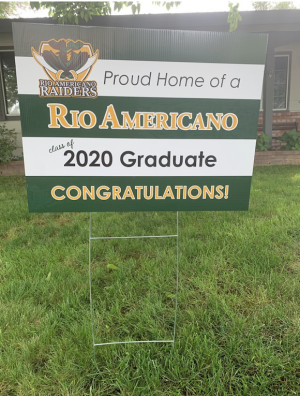 RIO AMERICANO
RAIDERS
Proud Home of a
RIO AMERICANO
class of
2020 Graduate
CONGRATULATIONS!